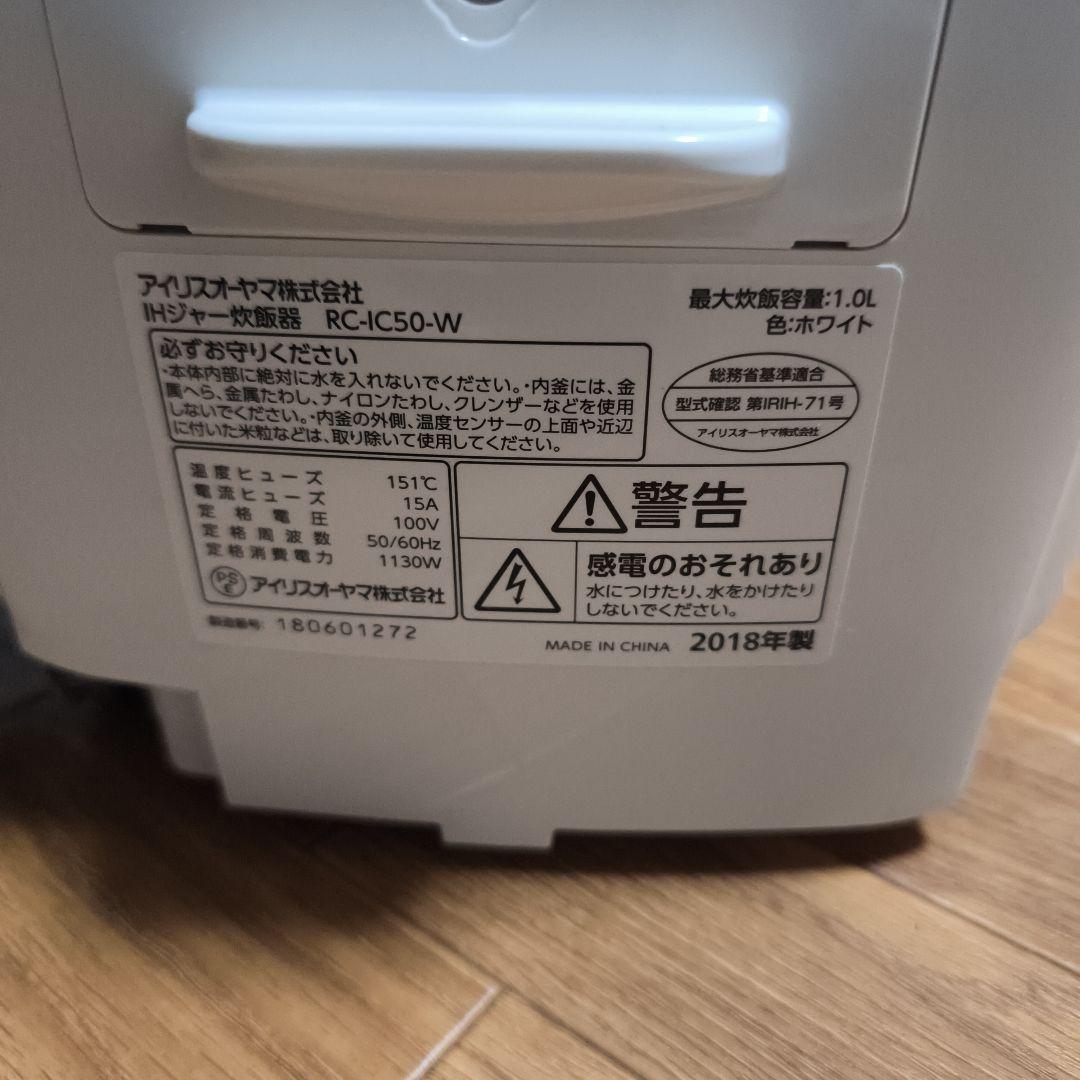 アイリスオーヤマ株式会社
IHジャー炊飯器 RC-IC50-W
最大炊飯容量:1.0L
色:ホワイト
必ずお守りください
・本体内部に絶対に水を入れないでください。・内釜には、金
属へら、金属たわし、ナイロンたわし、クレンザーなどを使用
しないでください。・内釜の外側、温度センサーの上面や近辺
に付いた米粒などは、取り除いて使用してください。
総務省基準適合
型式確認 第IRIH-71号
アイリスオーヤマ株式会社
温度ヒューズ 151℃
電流ヒューズ 15A
定格電圧 100V
定格周波数 50/60Hz
定格消費電力 1130W
PSE アイリスオーヤマ株式会社
警告
感電のおそれあり
水につけたり、水をかけたり
しないでください。
製造番号: 180601272
MADE IN CHINA 2018年製